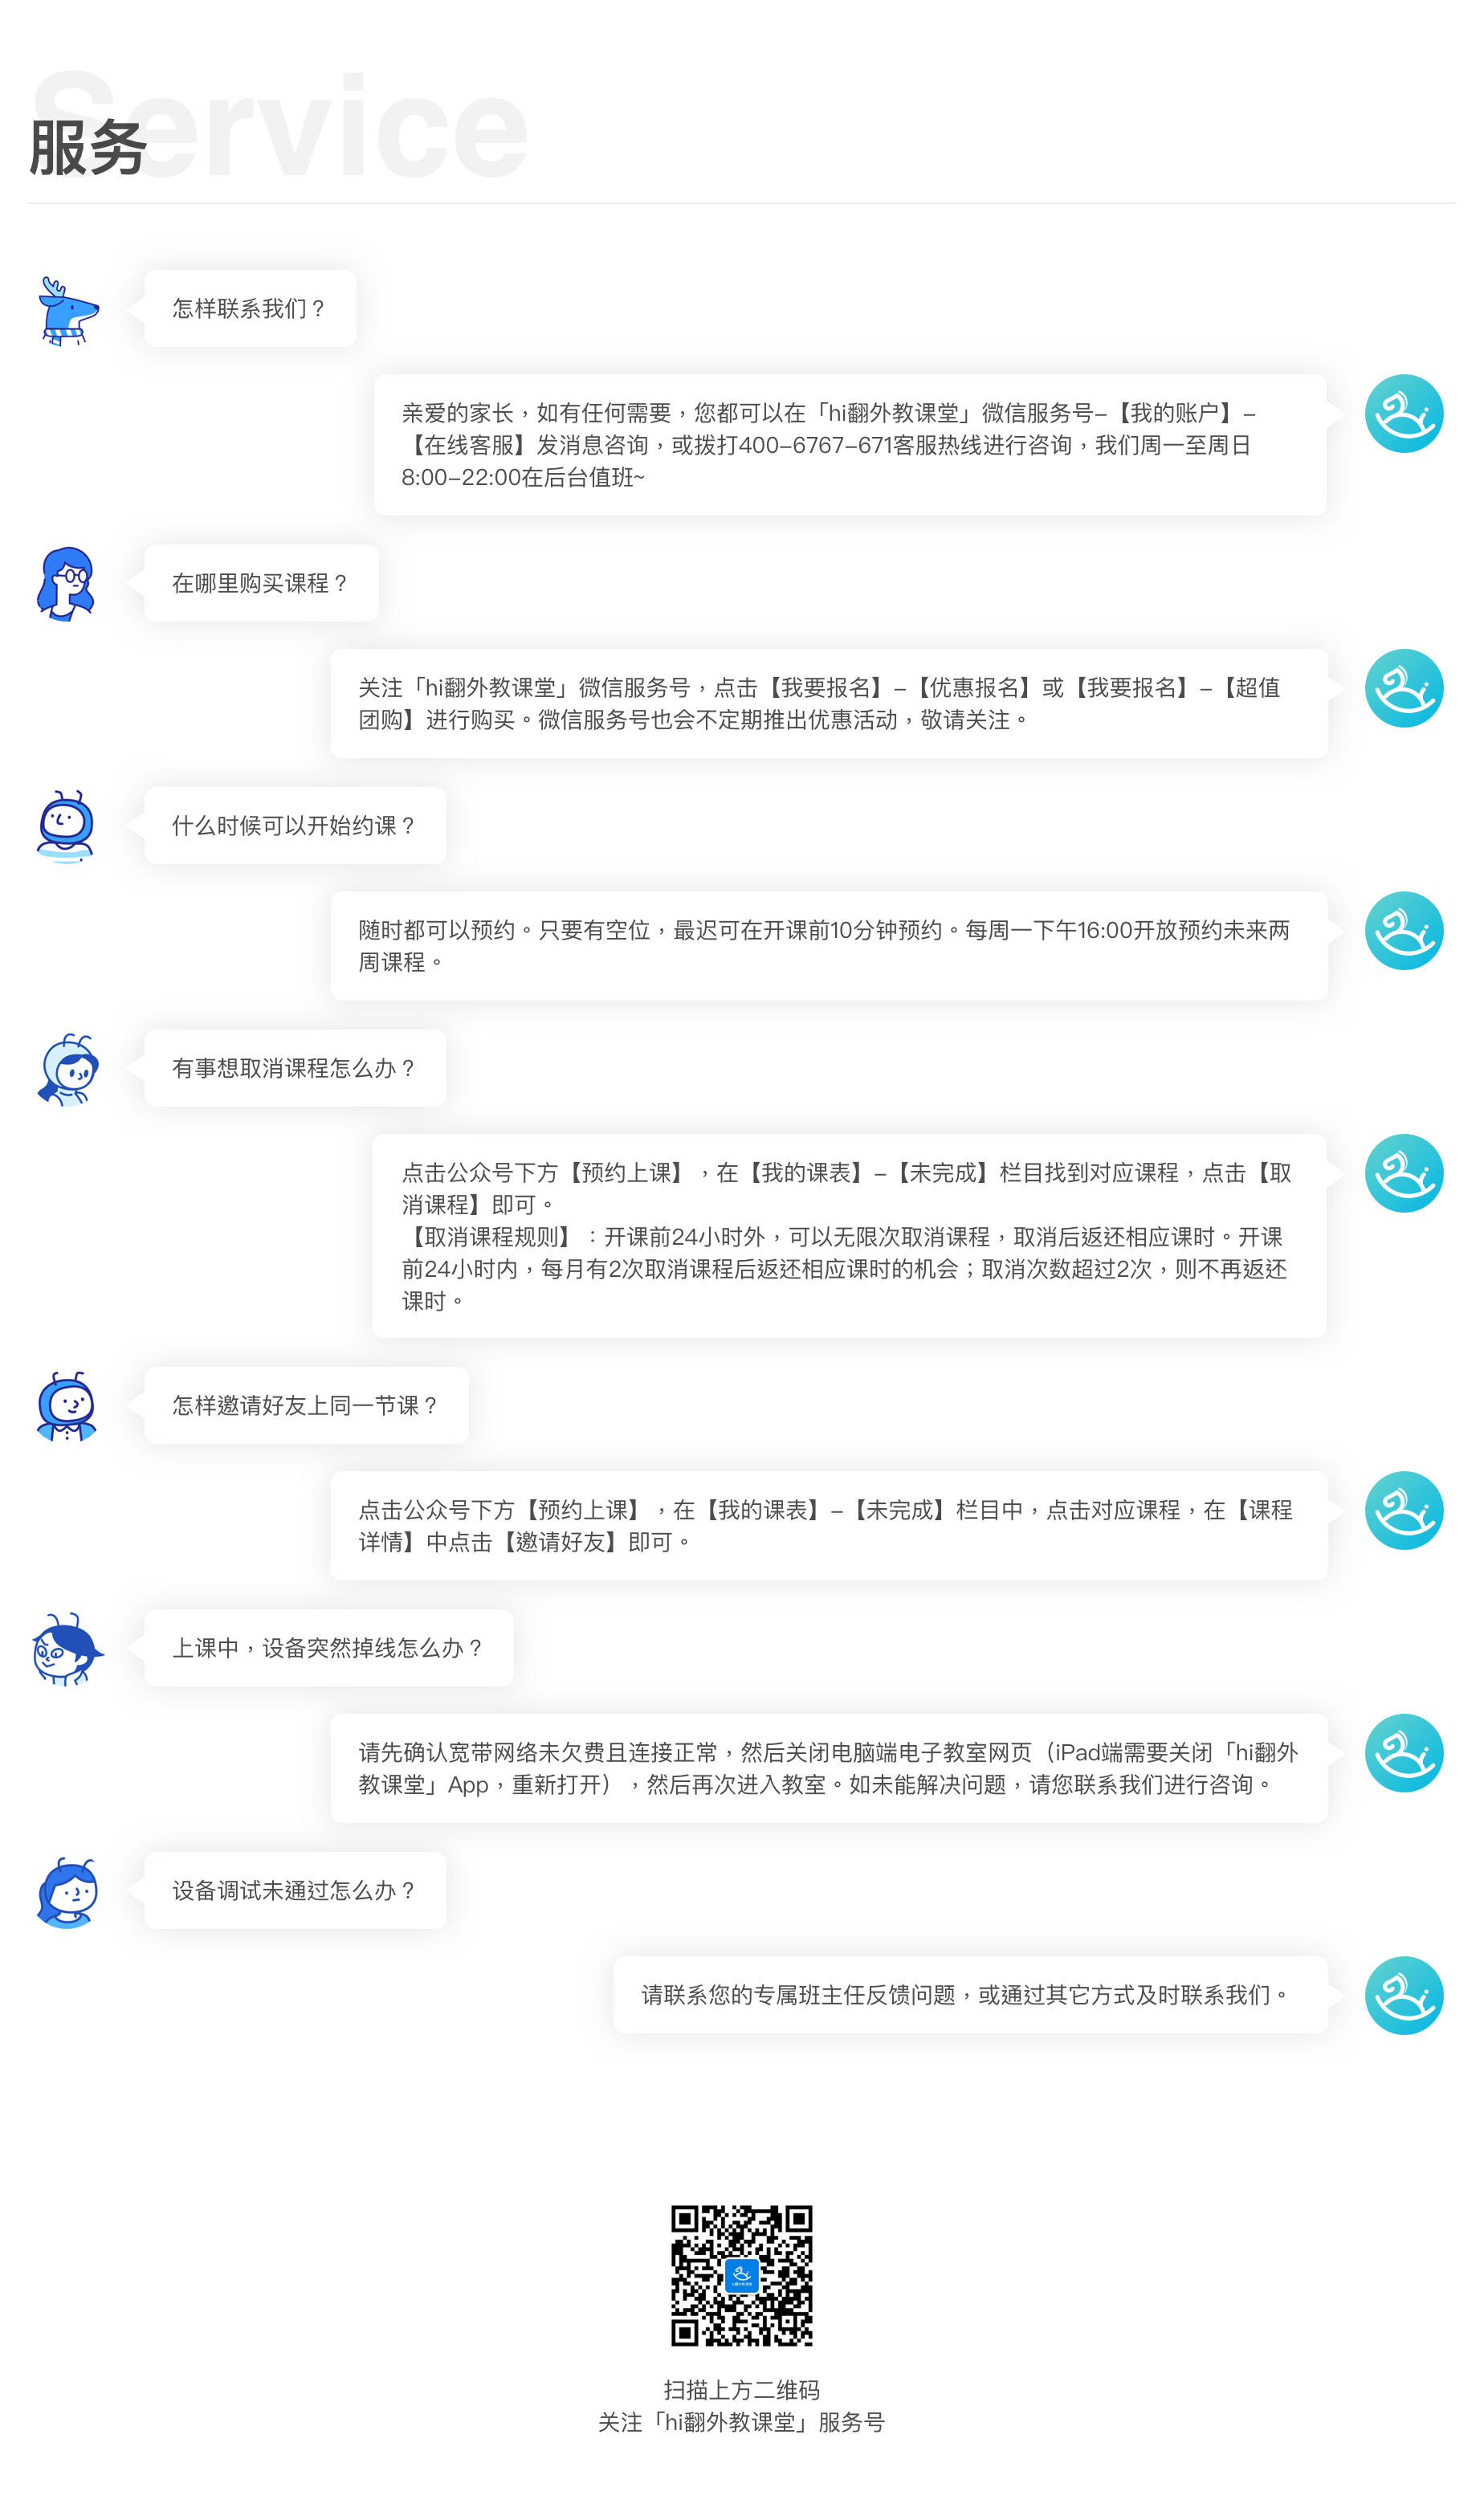 Service
服务
怎样联系我们？
亲爱的家长，如有任何需要，您都可以在「hi翻外教课堂」微信服务号-【我的账户】-
【在线客服】发消息咨询，或拨打400-6767-671客服热线进行咨询，我们周一至周日
8:00-22:00在后台值班~
在哪里购买课程？
关注「hi翻外教课堂」微信服务号，点击【我要报名】-【优惠报名】或【我要报名】-【超值
团购】进行购买。微信服务号也会不定期推出优惠活动，敬请关注。
什么时候可以开始约课？
随时都可以预约。只要有空位，最迟可在开课前10分钟预约。每周一下午16:00开放预约未来两
周课程。
有事想取消课程怎么办？
点击公众号下方【预约上课】，在【我的课表】-【未完成】栏目找到对应课程，点击【取
消课程】即可。
【取消课程规则】：开课前24小时外，可以无限次取消课程，取消后返还相应课时。开课
前24小时内，每月有2次取消课程后返还相应课时的机会；取消次数超过2次，则不再返还
课时。
怎样邀请好友上同一节课？
点击公众号下方【预约上课】，在【我的课表】-【未完成】栏目中，点击对应课程，在【课程
详情】中点击【邀请好友】即可。
上课中，设备突然掉线怎么办？
请先确认宽带网络未欠费且连接正常，然后关闭电脑端电子教室网页（iPad端需要关闭「hi翻外
教课堂」App，重新打开），然后再次进入教室。如未能解决问题，请您联系我们进行咨询。
设备调试未通过怎么办？
请联系您的专属班主任反馈问题，或通过其它方式及时联系我们。
扫描上方二维码
关注「hi翻外教课堂」服务号